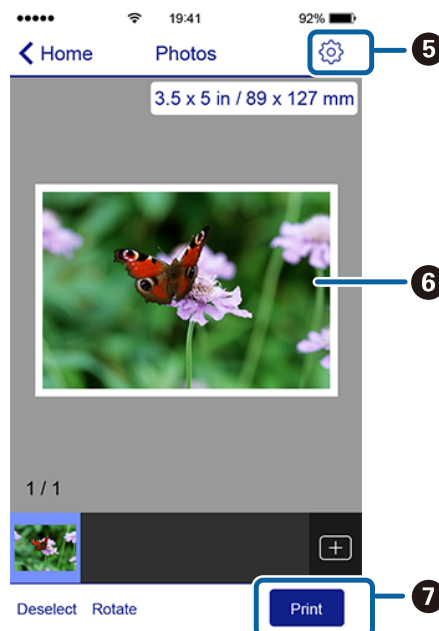 19:41 92%
Home Photos 5
3.5 x 5 in / 89 x 127 mm
6
1 / 1
Deselect Rotate Print 7